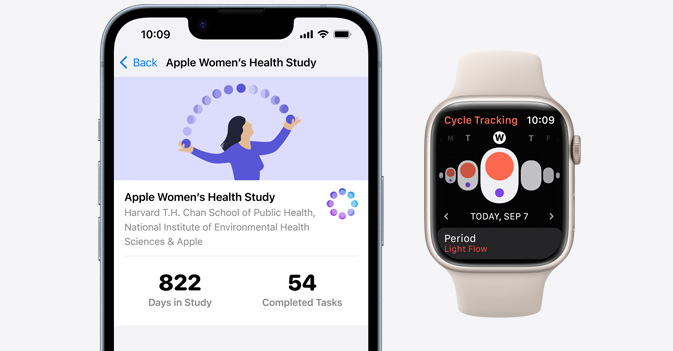 10:09
Back Apple Women's Health Study
Apple Women's Health Study
Harvard T.H. Chan School of Public Health,
National Institute of Environmental Health
Sciences & Apple
822 54
Days in Study Completed Tasks
Cycle Tracking 10:09
M T W T F
TODAY, SEP 7
Period
Light Flow